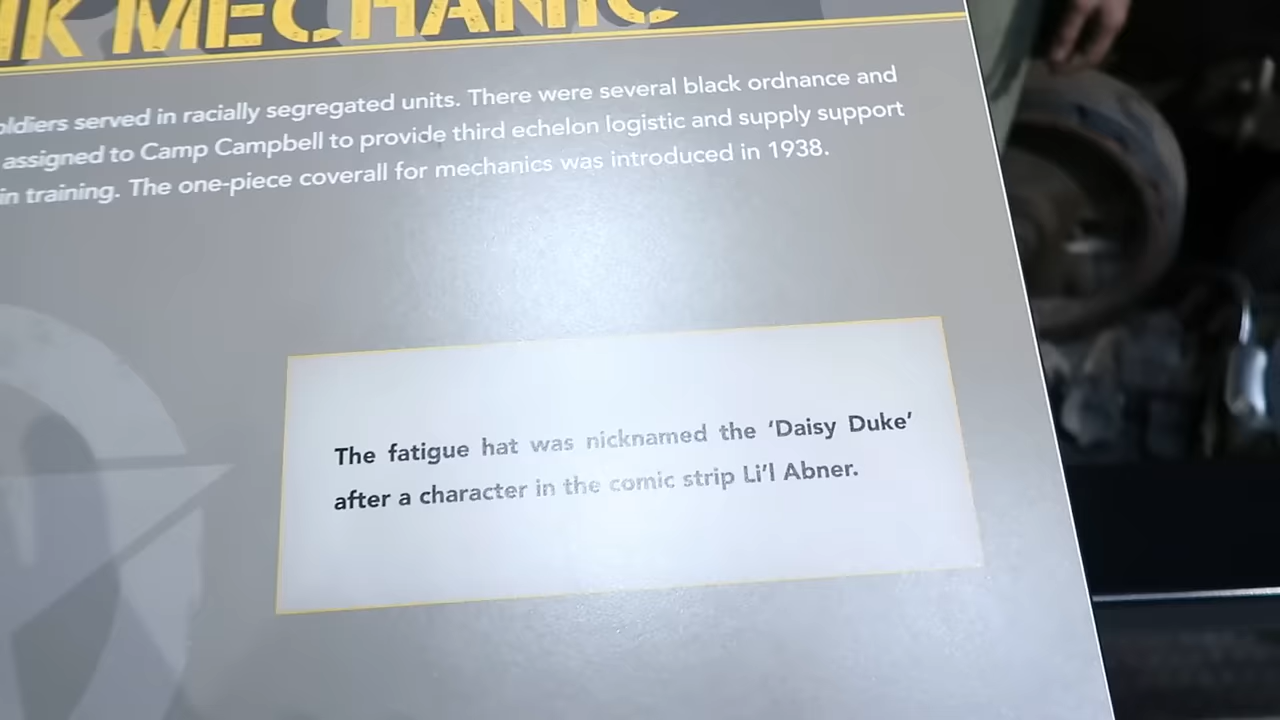 MECHANIC
served in racially segregated units. There were several black ordnance and
assigned to Camp Campbell to provide third echelon logistic and supply support
in training. The one-piece coverall for mechanics was introduced in 1938.
The fatigue hat was nicknamed the ‘Daisy Duke’
after a character in the comic strip Li’l Abner.